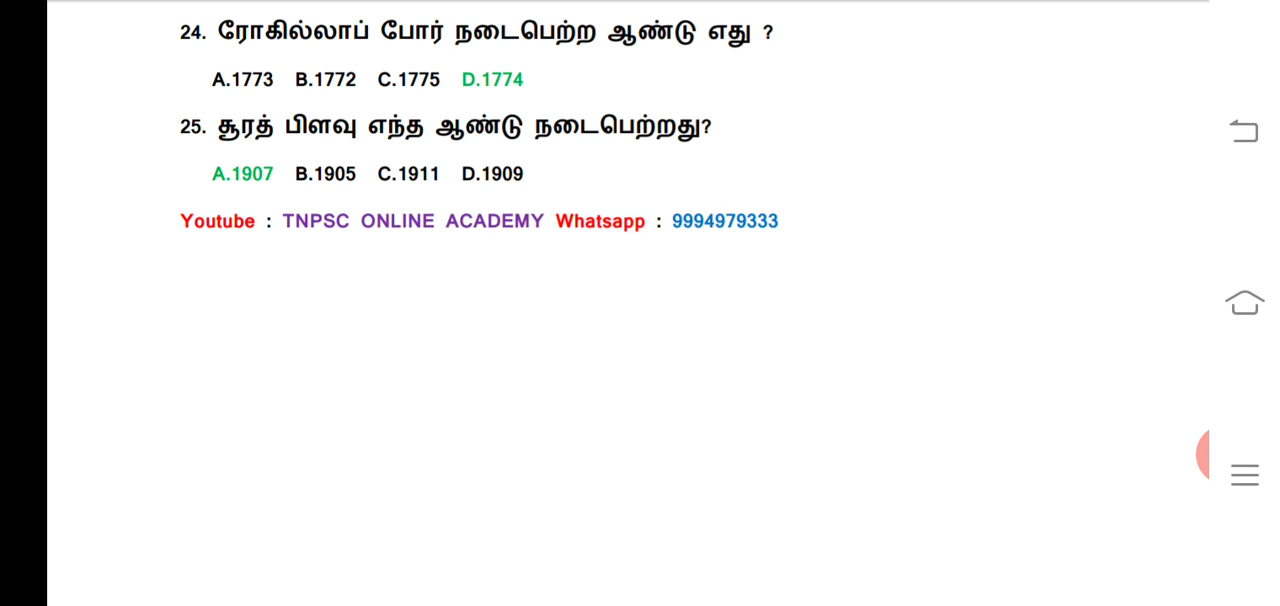 24. ரோகில்லாப் போர் நடைபெற்ற ஆண்டு எது ?
A.1773 B.1772 C.1775 D.1774
25. சூரத் பிளவு எந்த ஆண்டு நடைபெற்றது?
A.1907 B.1905 C.1911 D.1909
Youtube : TNPSC ONLINE ACADEMY Whatsapp : 9994979333